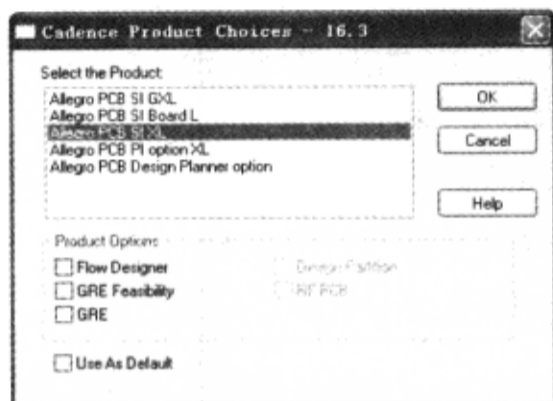 Cadence Product Choices - 16.3
Select the Product:
Allegro PCB SI GXL
Allegro PCB SI Board L
Allegro PCB SI XL
Allegro PCB PI option XL
Allegro PCB Design Planner option
OK
Cancel
Help
Product Options
Flow Designer
Design Partition
GRE Feasibility
RF PCB
GRE
Use As Default